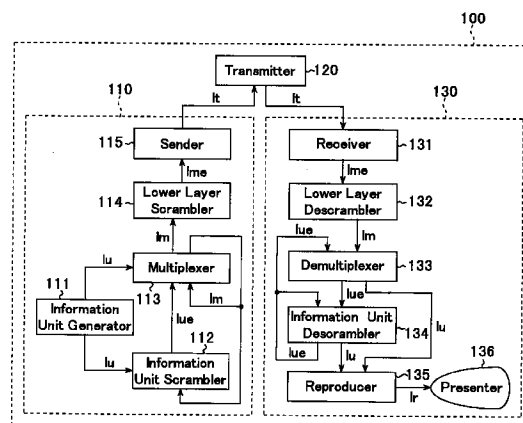 100
Transmitter
120
110
It
It
130
115
Sender
Receiver
131
Ime
Ime
114
Lower Layer
Scrambler
Lower Layer
Descrambler
132
Im
Iue
Im
111
Iu
Multiplexer
113
Im
Demultiplexer
133
Information
Unit Generator
Iue
112
Iue
Information Unit
Desorambler
134
Iu
Iue
Iu
Iu
Information
Unit Scrambler
136
Reproducer
135
Ir
Presenter